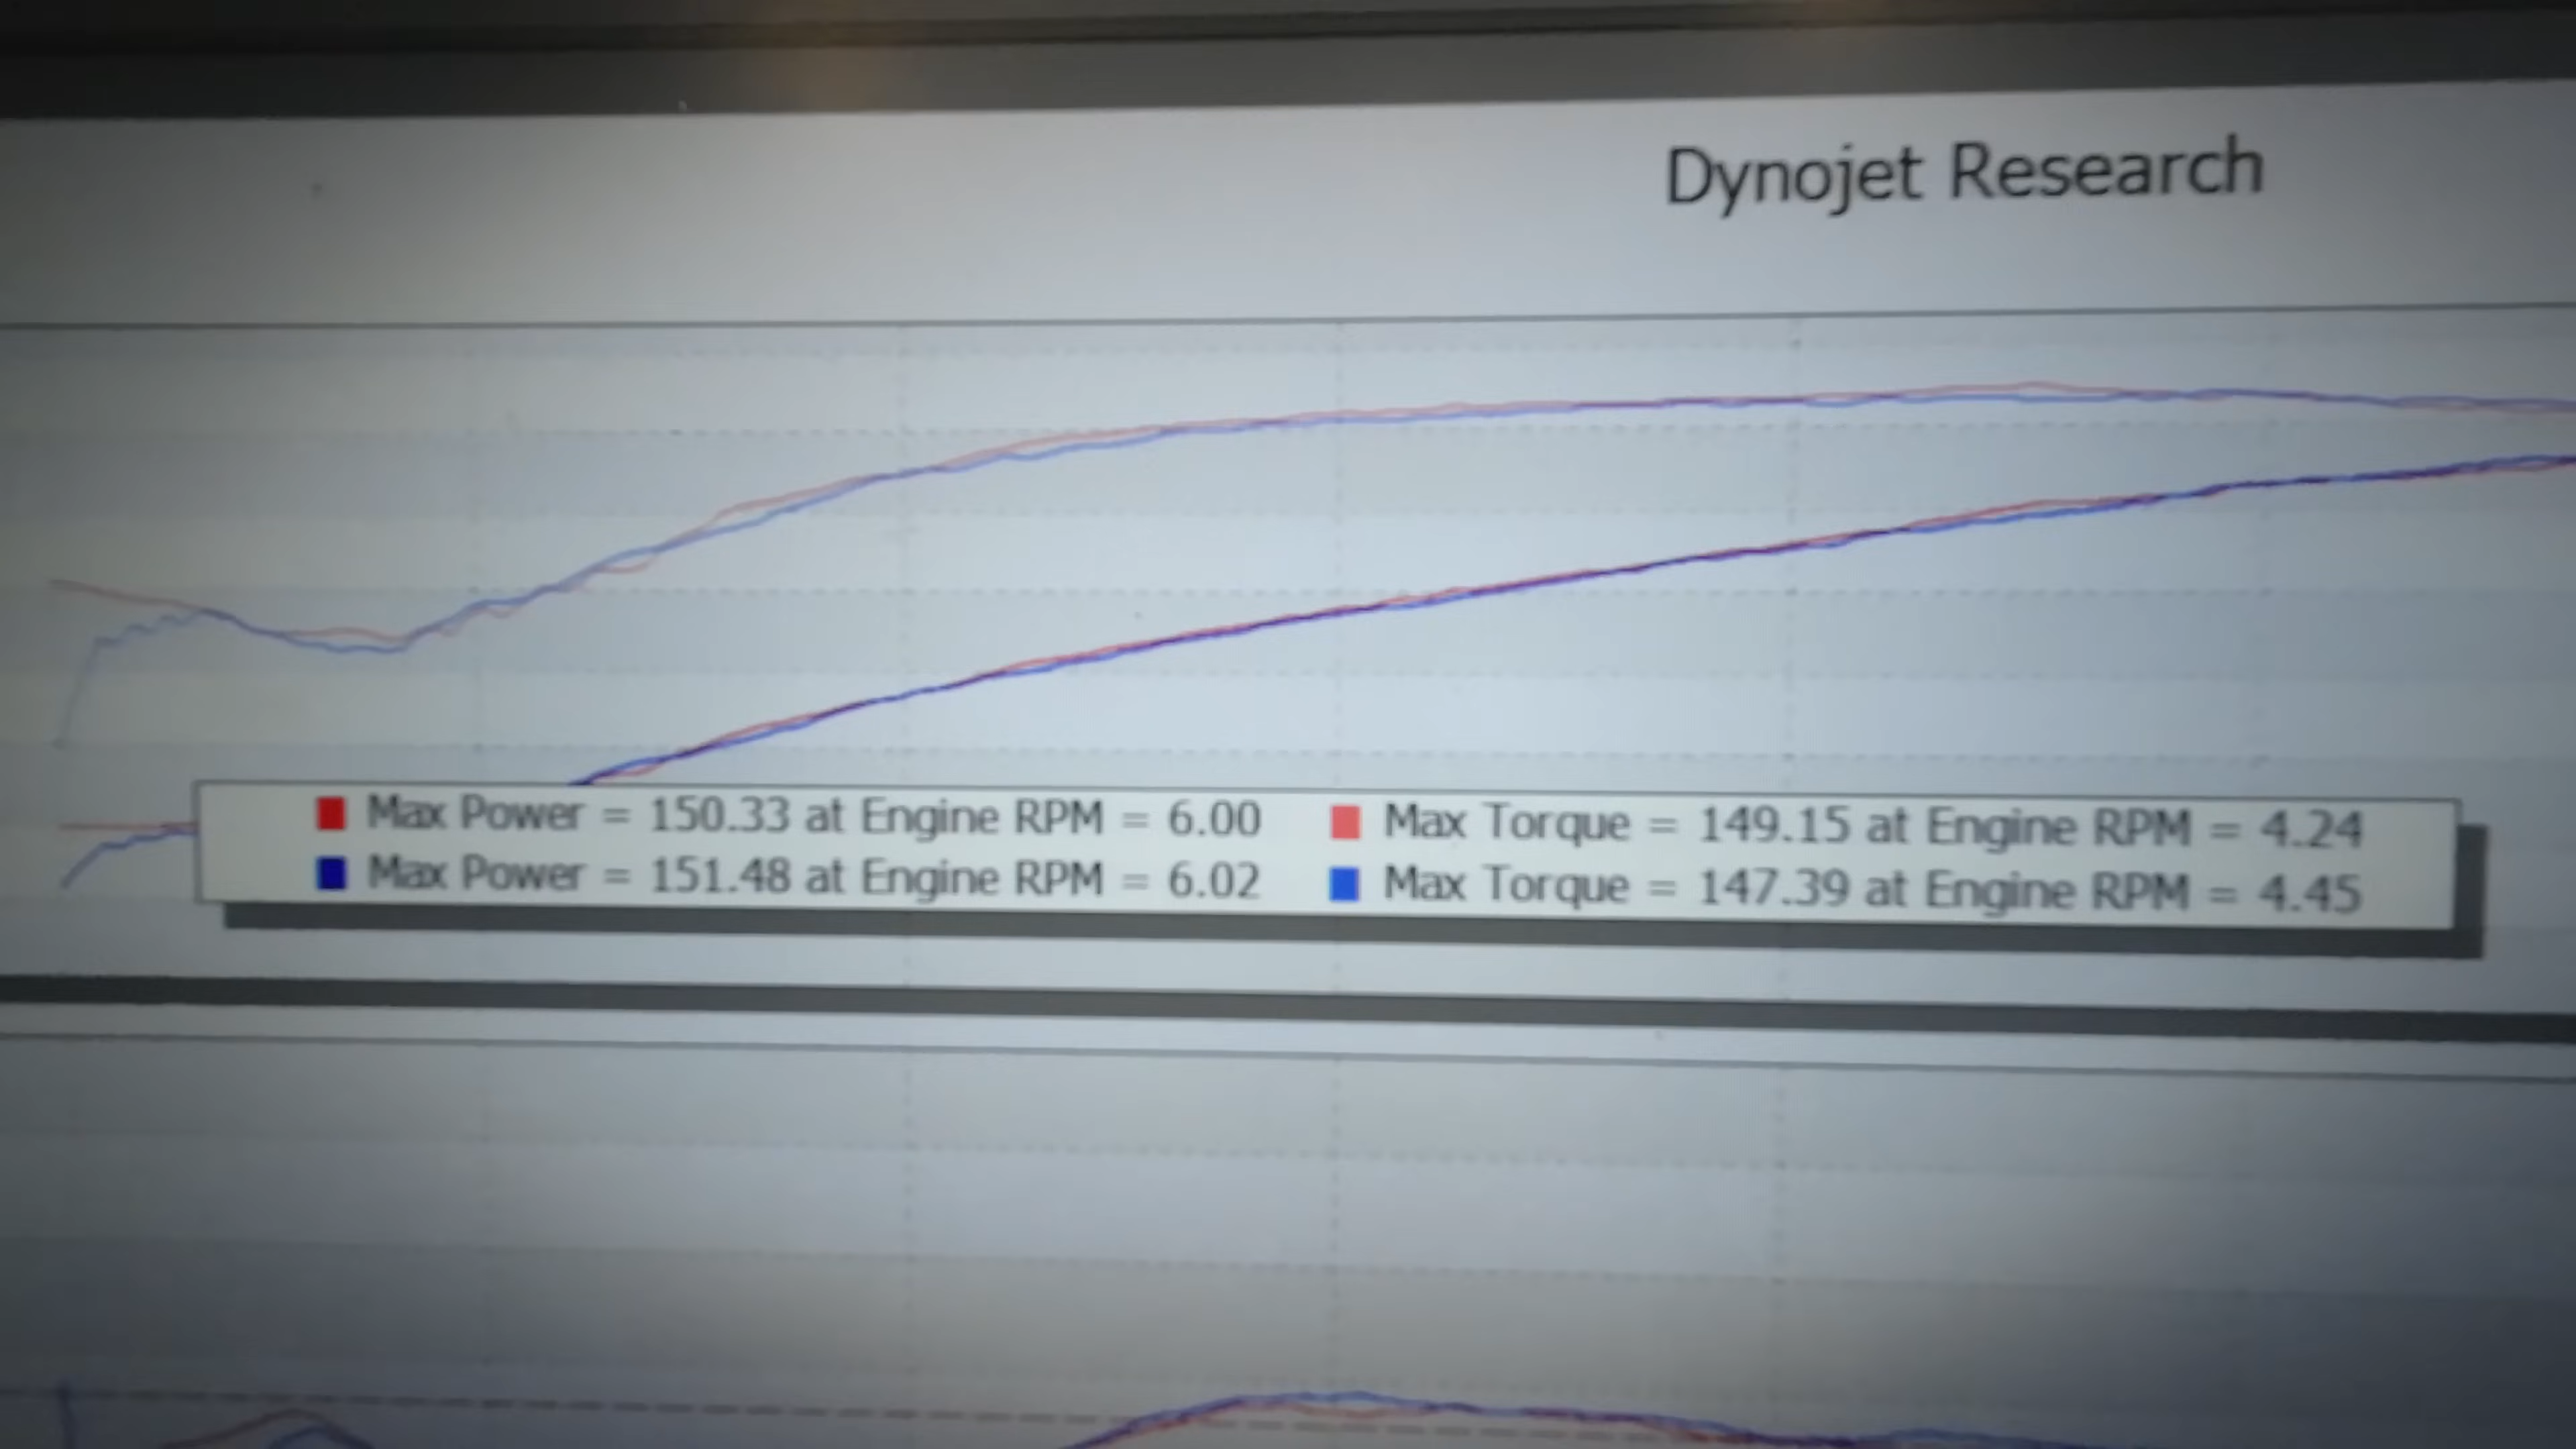 Dynojet Research
Max Power = 150.33 at Engine RPM = 6.00 Max Torque = 149.15 at Engine RPM = 4.24
Max Power = 151.48 at Engine RPM = 6.02 Max Torque = 147.39 at Engine RPM = 4.45